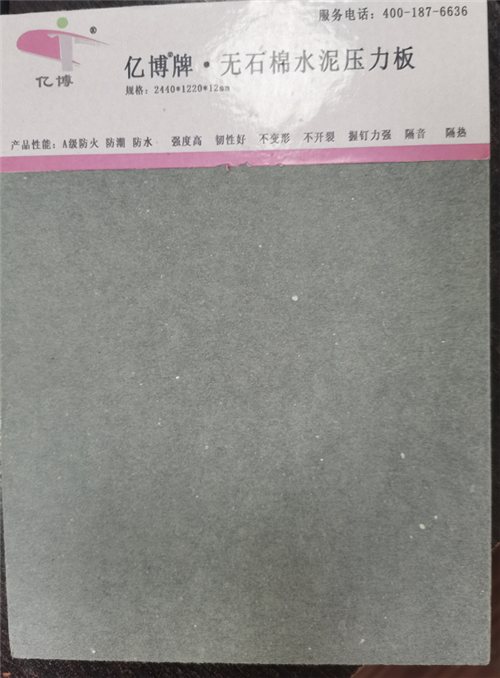 服务电话：400-187-6636
®
亿博
亿博®牌·无石棉水泥压力板
规格：2440*1220*12mm
产品性能：A级防火 防潮 防水 强度高 韧性好 不变形 不开裂 握钉力强 隔音 隔热